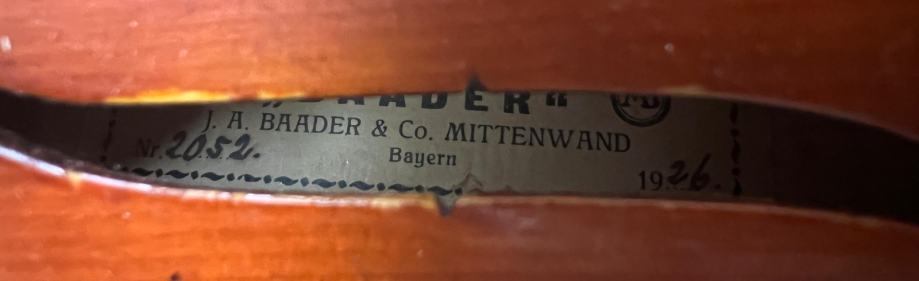 „BAADER“
J. A. BAADER & Co. MITTENWAND
Nr. 2052.
Bayern
1926.